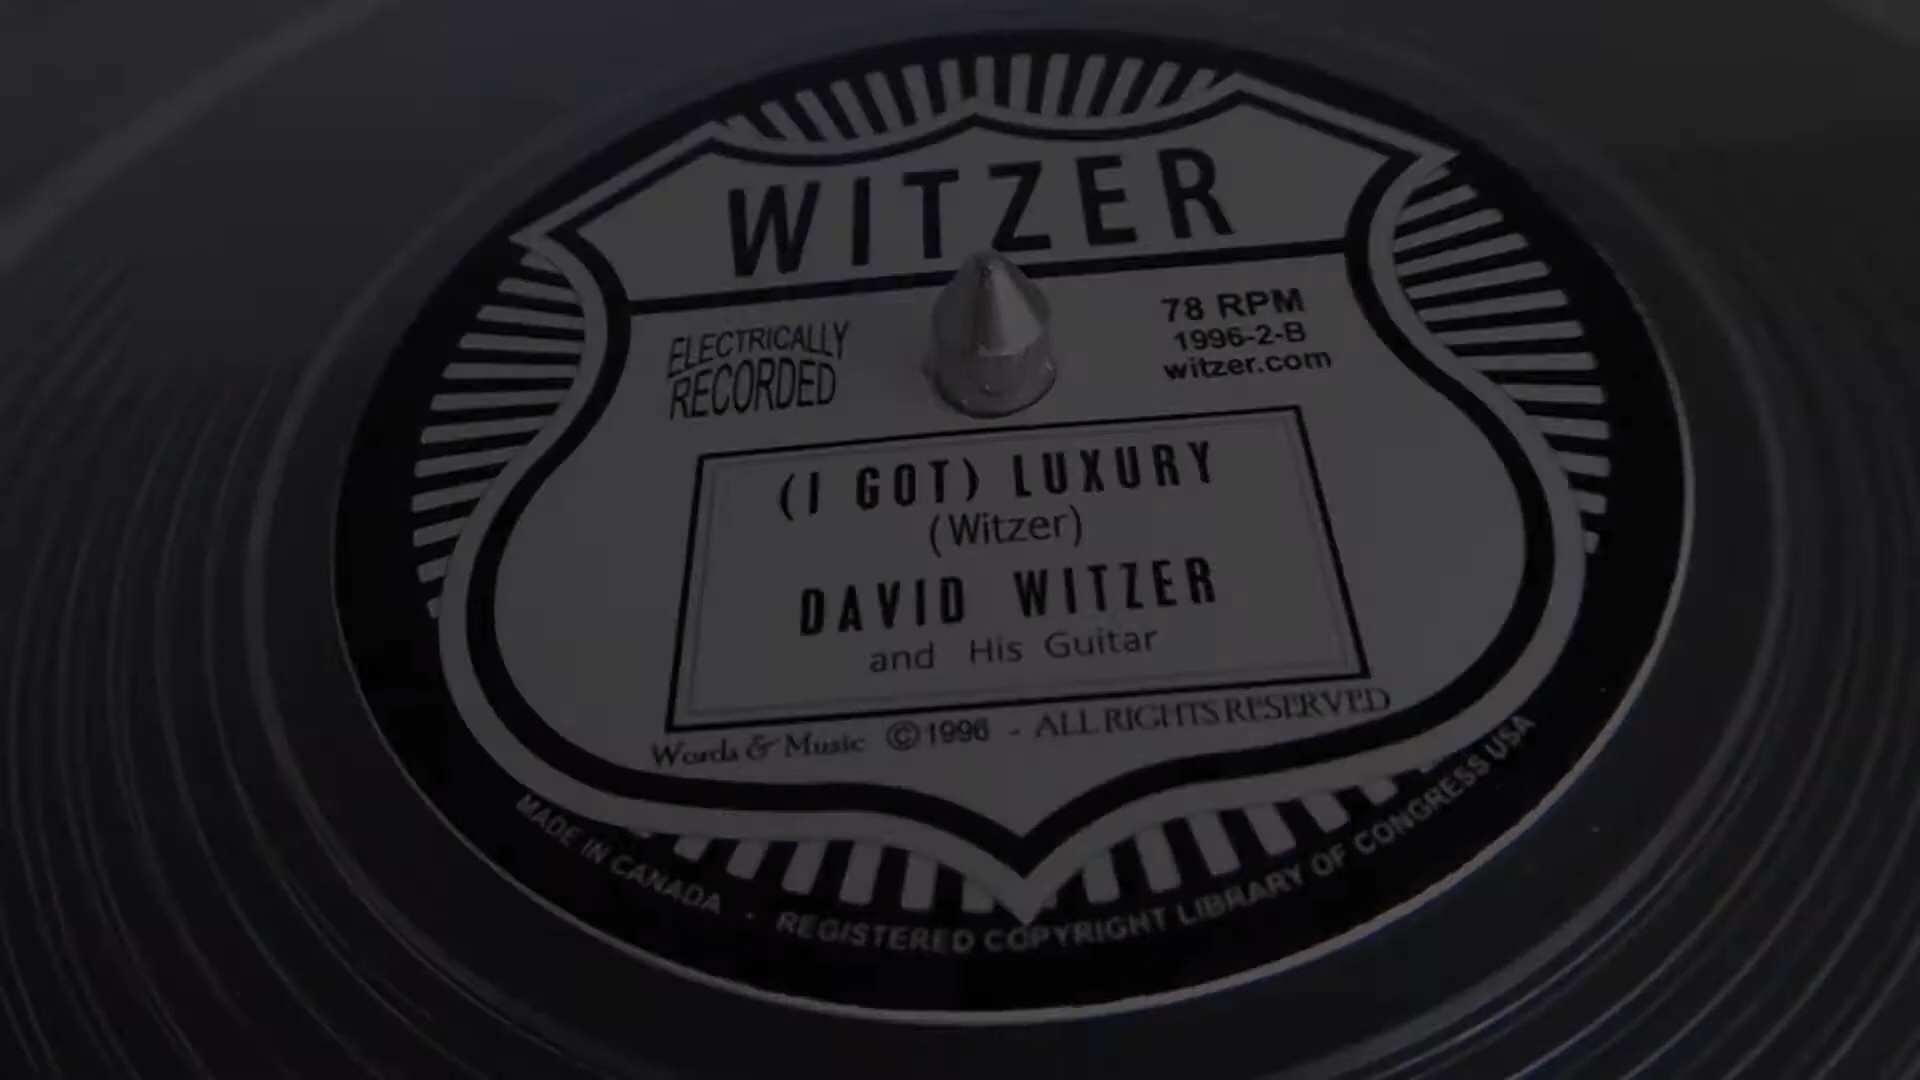 WITZER
ELECTRICALLY
RECORDED
78 RPM
1996-2-B
witzer.com
(I GOT) LUXURY
(Witzer)
DAVID WITZER
and His Guitar
Words & Music ©1996 - ALL RIGHTS RESERVED
MADE IN CANADA - REGISTERED COPYRIGHT LIBRARY OF CONGRESS USA